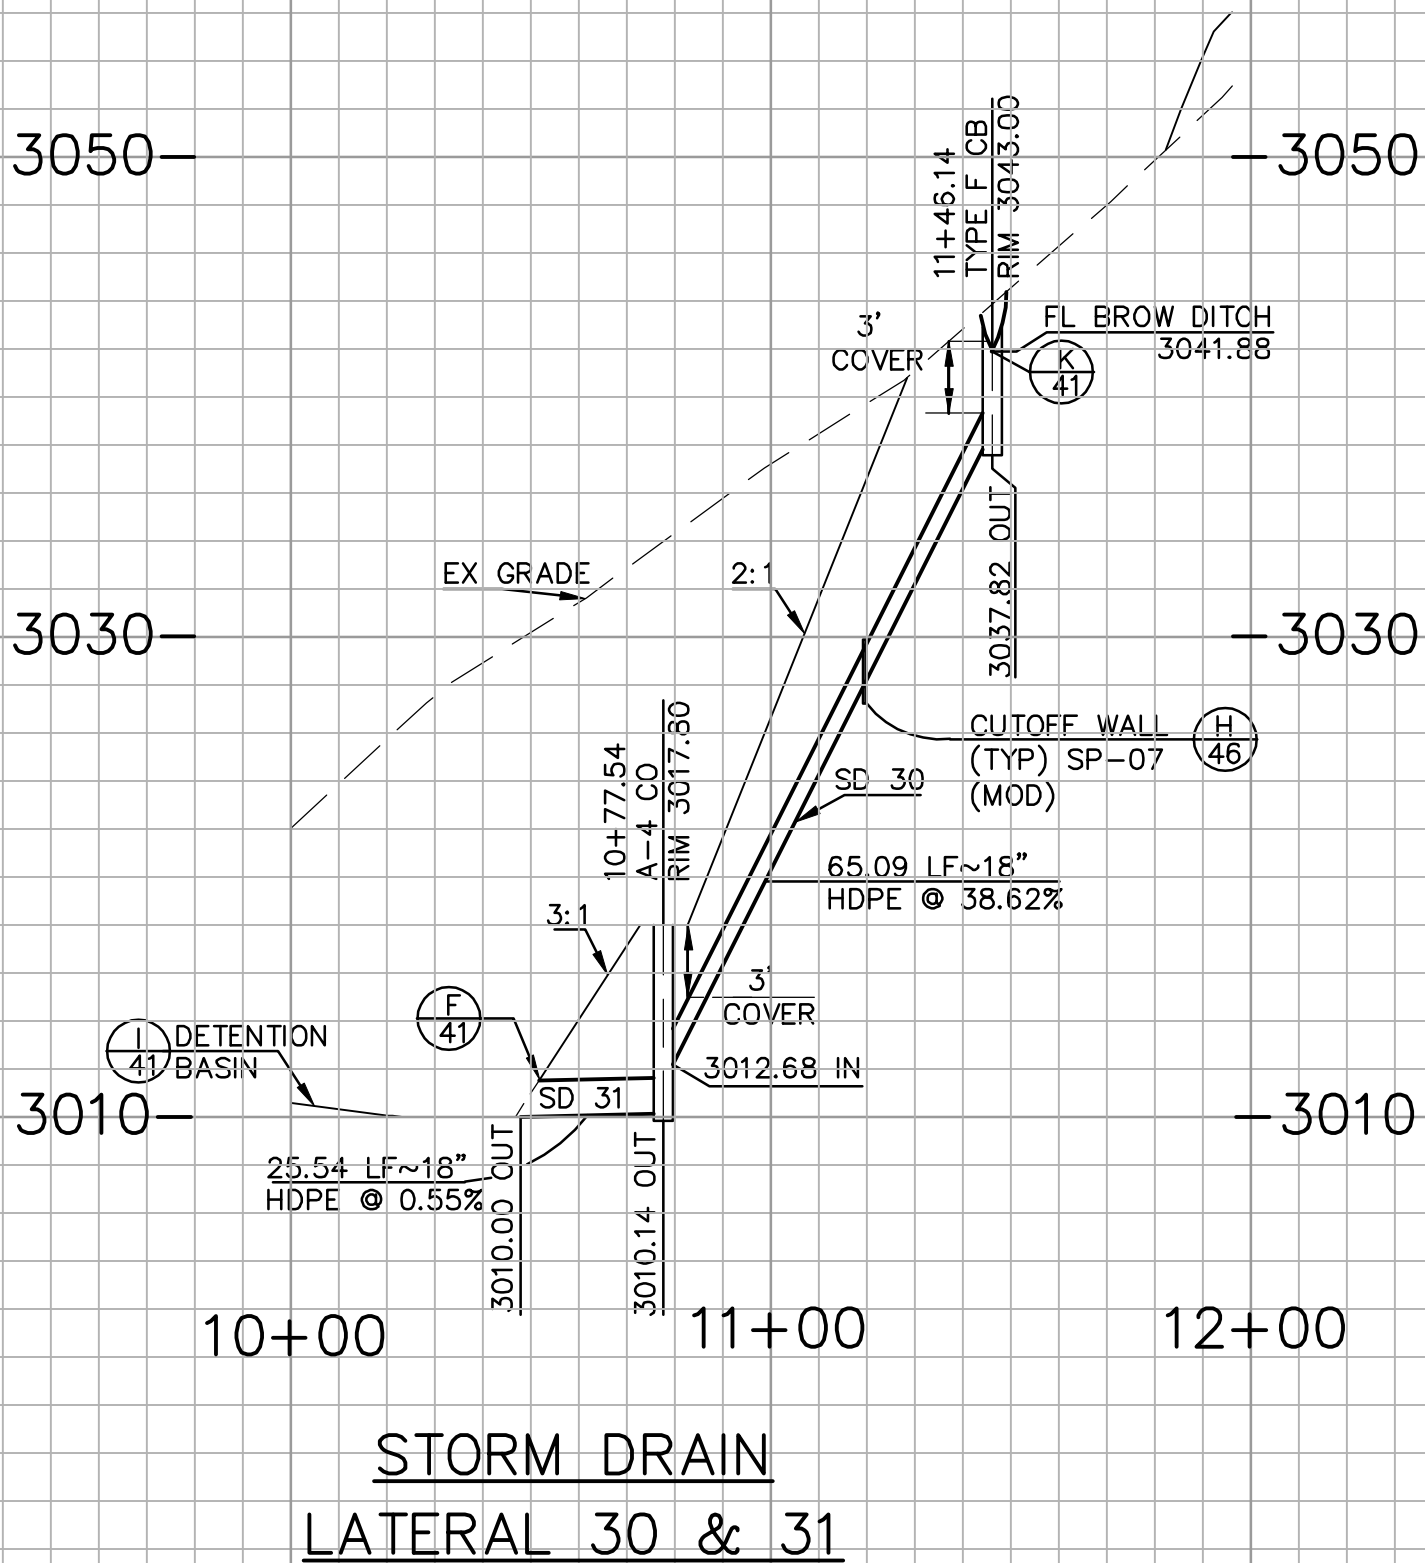 3050
3050
11+46.14
TYPE F CB
RIM 3043.00
3'
COVER
FL BROW DITCH
3041.88
K
41
EX GRADE
2:1
3037.82 OUT
3030
3030
10+77.54
A-4 CO
RIM 3017.80
CUTOFF WALL
(TYP) SP-07
(MOD)
H
46
SD 30
65.09 LF~18"
HDPE @ 38.62%
3:1
3'
COVER
F
41
I
41
DETENTION
BASIN
3012.68 IN
SD 31
3010
3010
25.54 LF~18"
HDPE @ 0.55%
3010.00 OUT
3010.14 OUT
10+00
11+00
12+00
STORM DRAIN
LATERAL 30 & 31